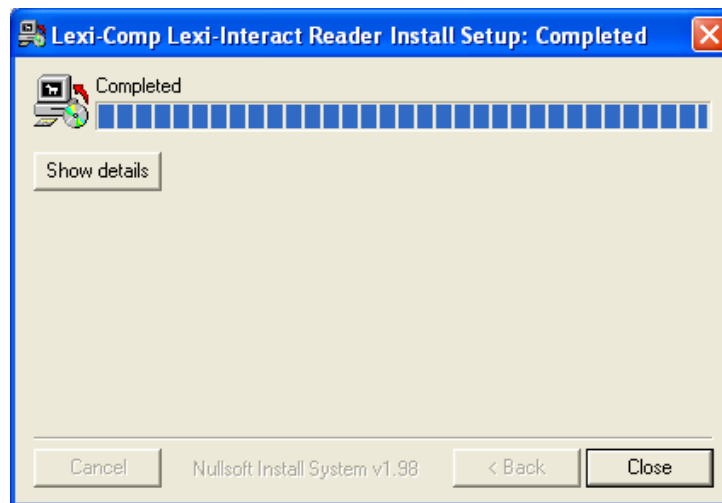 Lexi-Comp Lexi-Interact Reader Install Setup: Completed
Completed
Show details
Cancel Nullsoft Install System v1.98 < Back Close